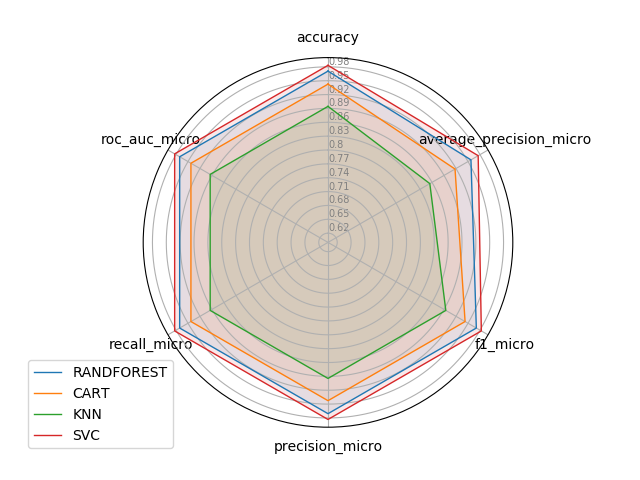 accuracy
0.98
0.95
0.92
0.89
0.86
0.83
0.8
0.77
0.74
0.71
0.68
0.65
0.62
roc_auc_micro
average_precision_micro
recall_micro
f1_micro
precision_micro
RANDFOREST
CART
KNN
SVC